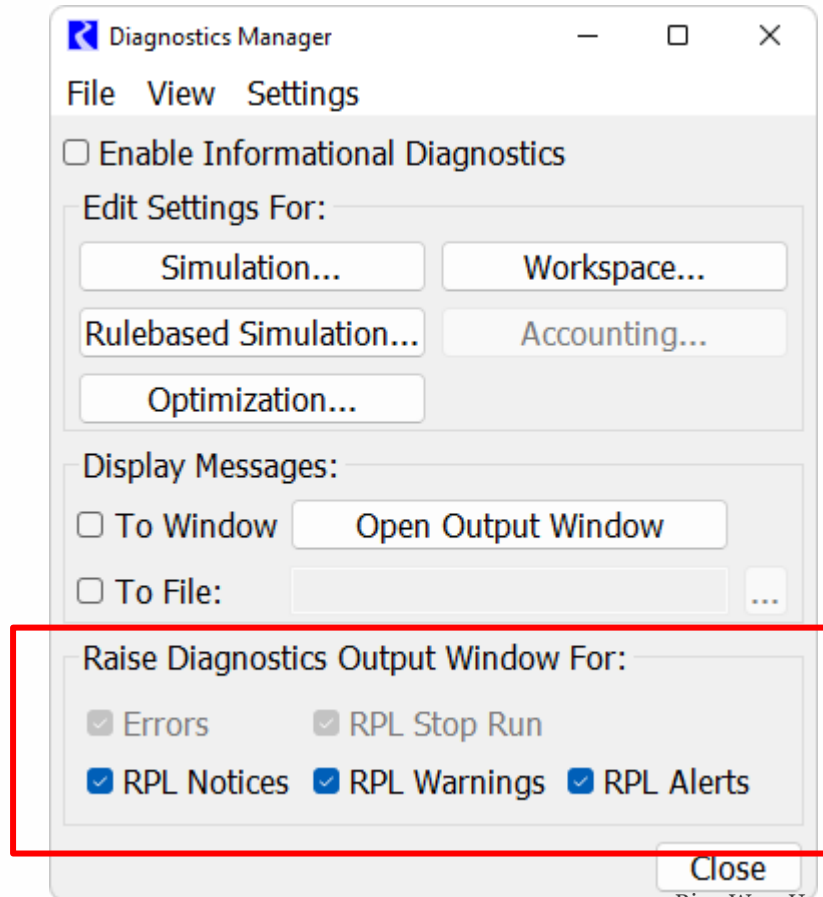 Diagnostics Manager
File View Settings
Enable Informational Diagnostics
Edit Settings For:
Simulation... Workspace...
Rulebased Simulation... Accounting...
Optimization...
Display Messages:
To Window Open Output Window
To File: ...
Raise Diagnostics Output Window For:
Errors RPL Stop Run
RPL Notices RPL Warnings RPL Alerts
Close